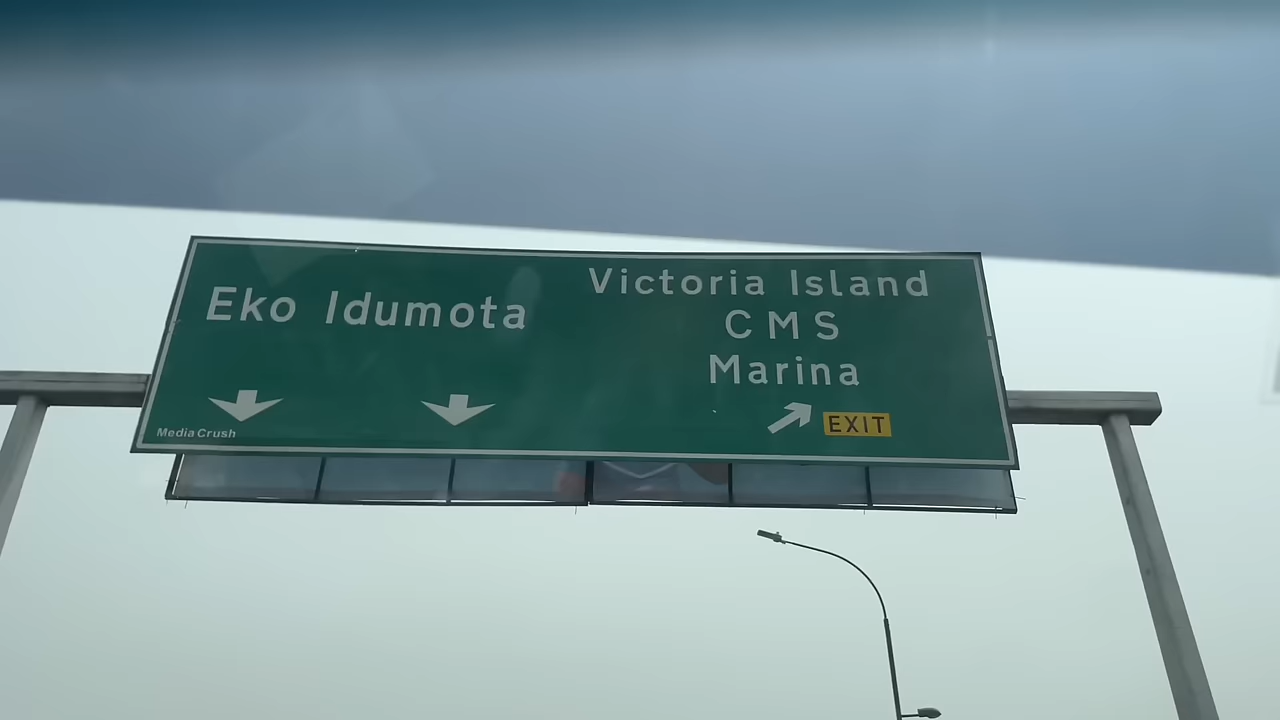 Eko Idumota
Media Crush
Victoria Island
CMS
Marina
EXIT